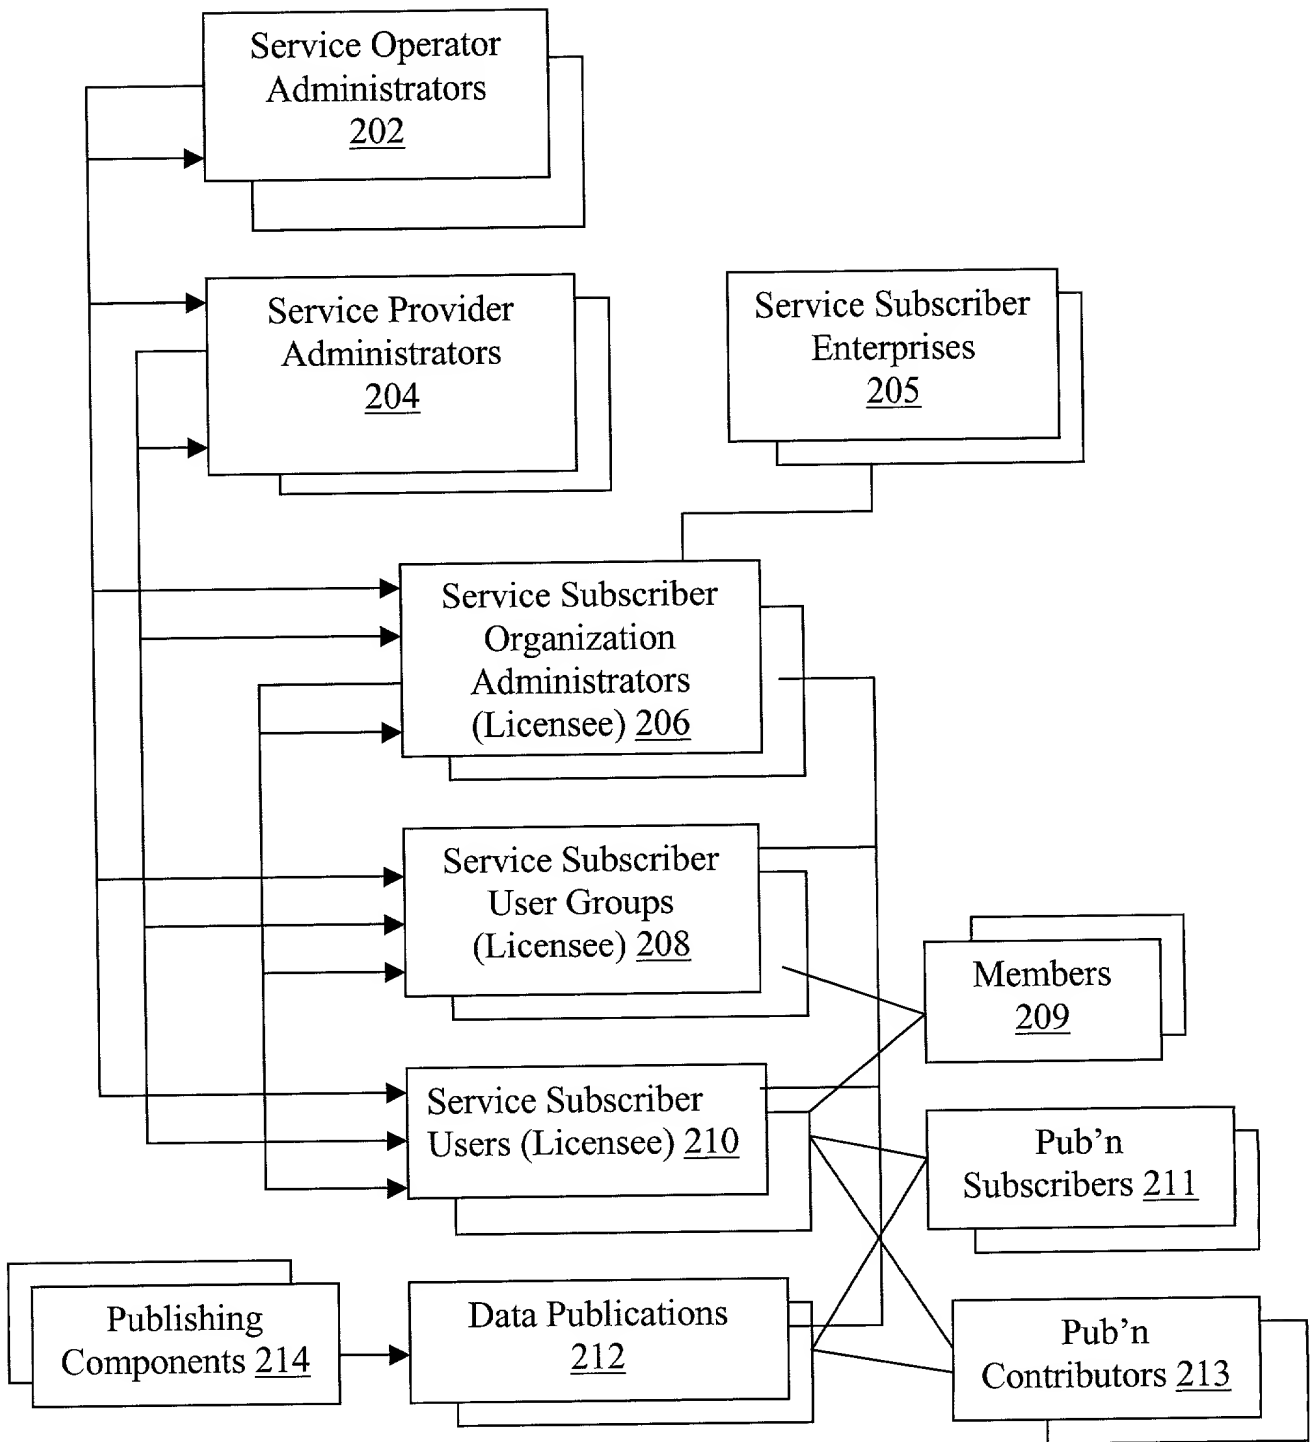 Service Operator
Administrators
202
Service Provider
Administrators
204
Service Subscriber
Enterprises
205
Service Subscriber
Organization
Administrators
(Licensee) 206
Service Subscriber
User Groups
(Licensee) 208
Members
209
Service Subscriber
Users (Licensee) 210
Pub'n
Subscribers 211
Publishing
Components 214
Data Publications
212
Pub'n
Contributors 213